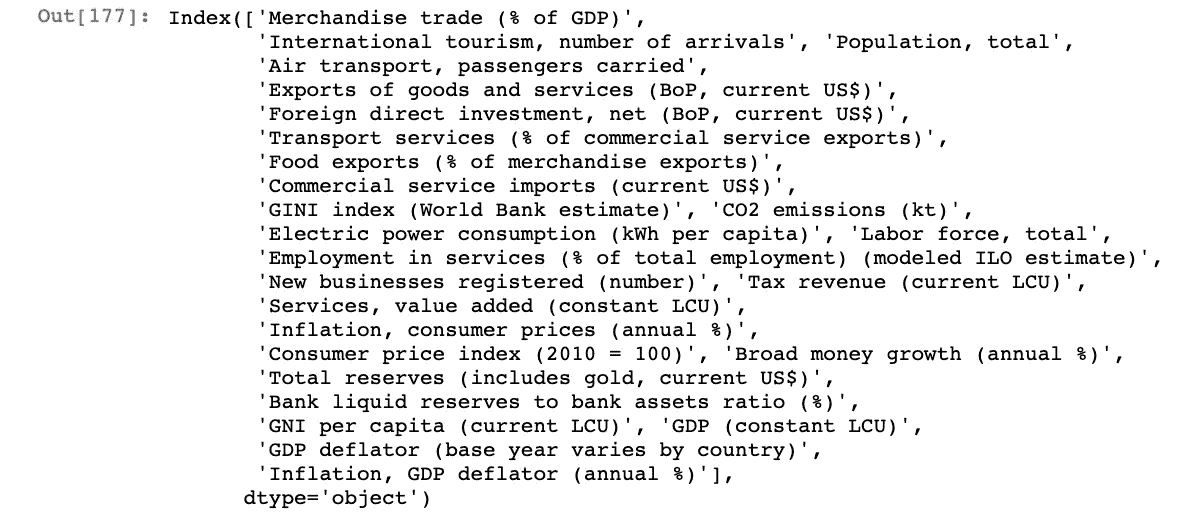 Out[177]: Index(['Merchandise trade (% of GDP)',
'International tourism, number of arrivals', 'Population, total',
'Air transport, passengers carried',
'Exports of goods and services (BoP, current US$)',
'Foreign direct investment, net (BoP, current US$)',
'Transport services (% of commercial service exports)',
'Food exports (% of merchandise exports)',
'Commercial service imports (current US$)',
'GINI index (World Bank estimate)', 'CO2 emissions (kt)',
'Electric power consumption (kWh per capita)', 'Labor force, total',
'Employment in services (% of total employment) (modeled ILO estimate)',
'New businesses registered (number)', 'Tax revenue (current LCU)',
'Services, value added (constant LCU)',
'Inflation, consumer prices (annual %)',
'Consumer price index (2010 = 100)', 'Broad money growth (annual %)',
'Total reserves (includes gold, current US$)',
'Bank liquid reserves to bank assets ratio (%)',
'GNI per capita (current LCU)', 'GDP (constant LCU)',
'GDP deflator (base year varies by country)',
'Inflation, GDP deflator (annual %)'],
dtype='object')